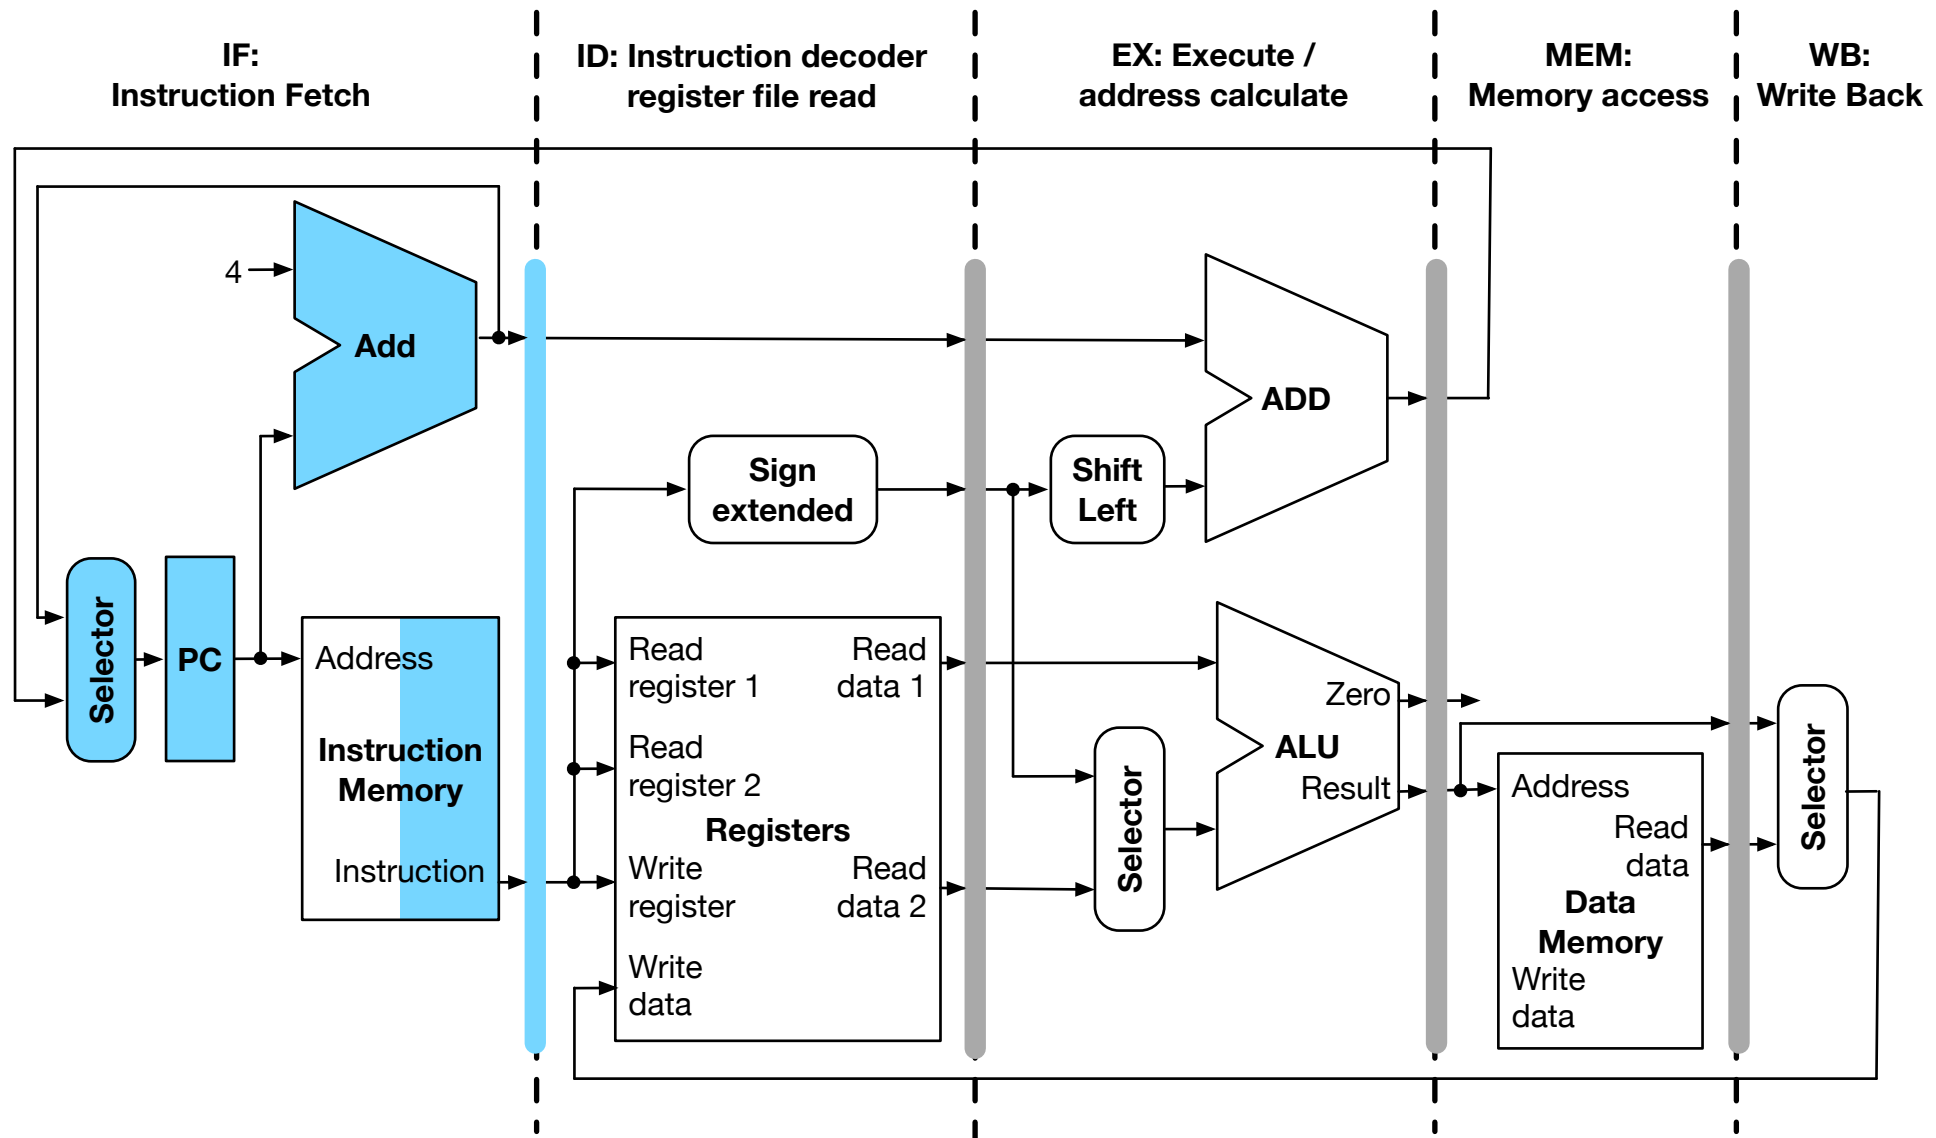 IF:
Instruction Fetch
ID: Instruction decoder
register file read
EX: Execute /
address calculate
MEM:
Memory access
WB:
Write Back
4
Add
Selector
PC
Address
Instruction
Memory
Instruction
Sign
extended
Read
register 1
Read
data 1
Read
register 2
Registers
Write
register
Read
data 2
Write
data
Shift
Left
ADD
Selector
Zero
ALU
Result
Address
Read
data
Data
Memory
Write
data
Selector